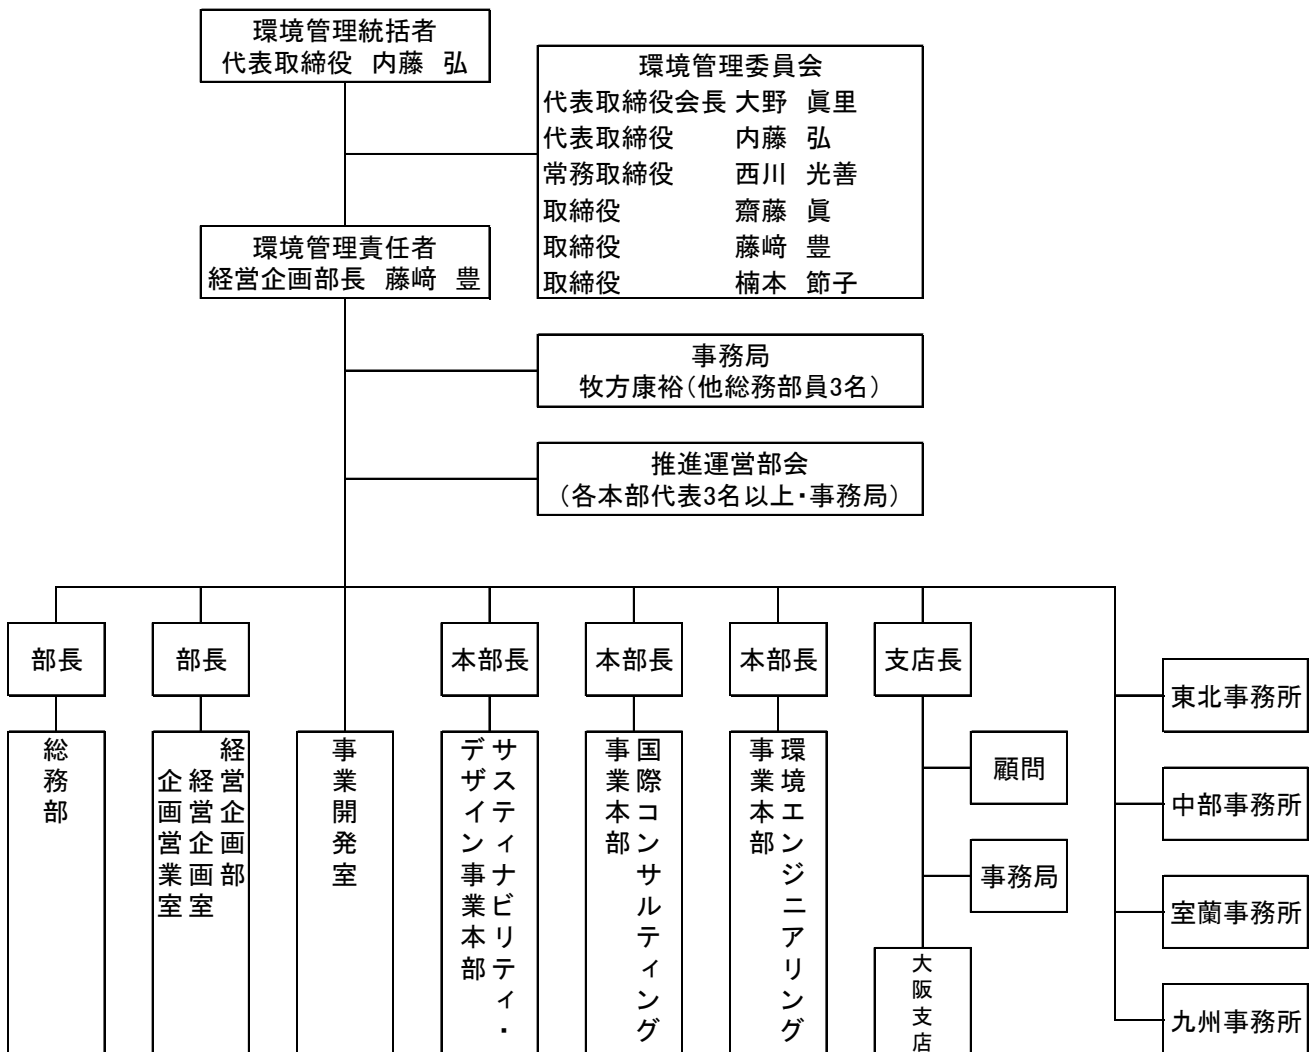 環境管理統括者
代表取締役 内藤 弘
環境管理委員会
代表取締役会長 大野 眞里
代表取締役 内藤 弘
常務取締役 西川 光善
取締役 齋藤 眞
取締役 藤﨑 豊
取締役 楠本 節子
環境管理責任者
経営企画部長 藤﨑 豊
事務局
牧方康裕(他総務部員3名)
推進運営部会
(各本部代表3名以上・事務局)
部長
部長
本部長
本部長
本部長
支店長
総務部
経営企画部
経営企画室
企画営業室
事業開発室
サスティナビリティ・
デザイン事業本部
国際コンサルティング
事業本部
環境エンジニアリング
事業本部
顧問
事務局
大阪支店
東北事務所
中部事務所
室蘭事務所
九州事務所